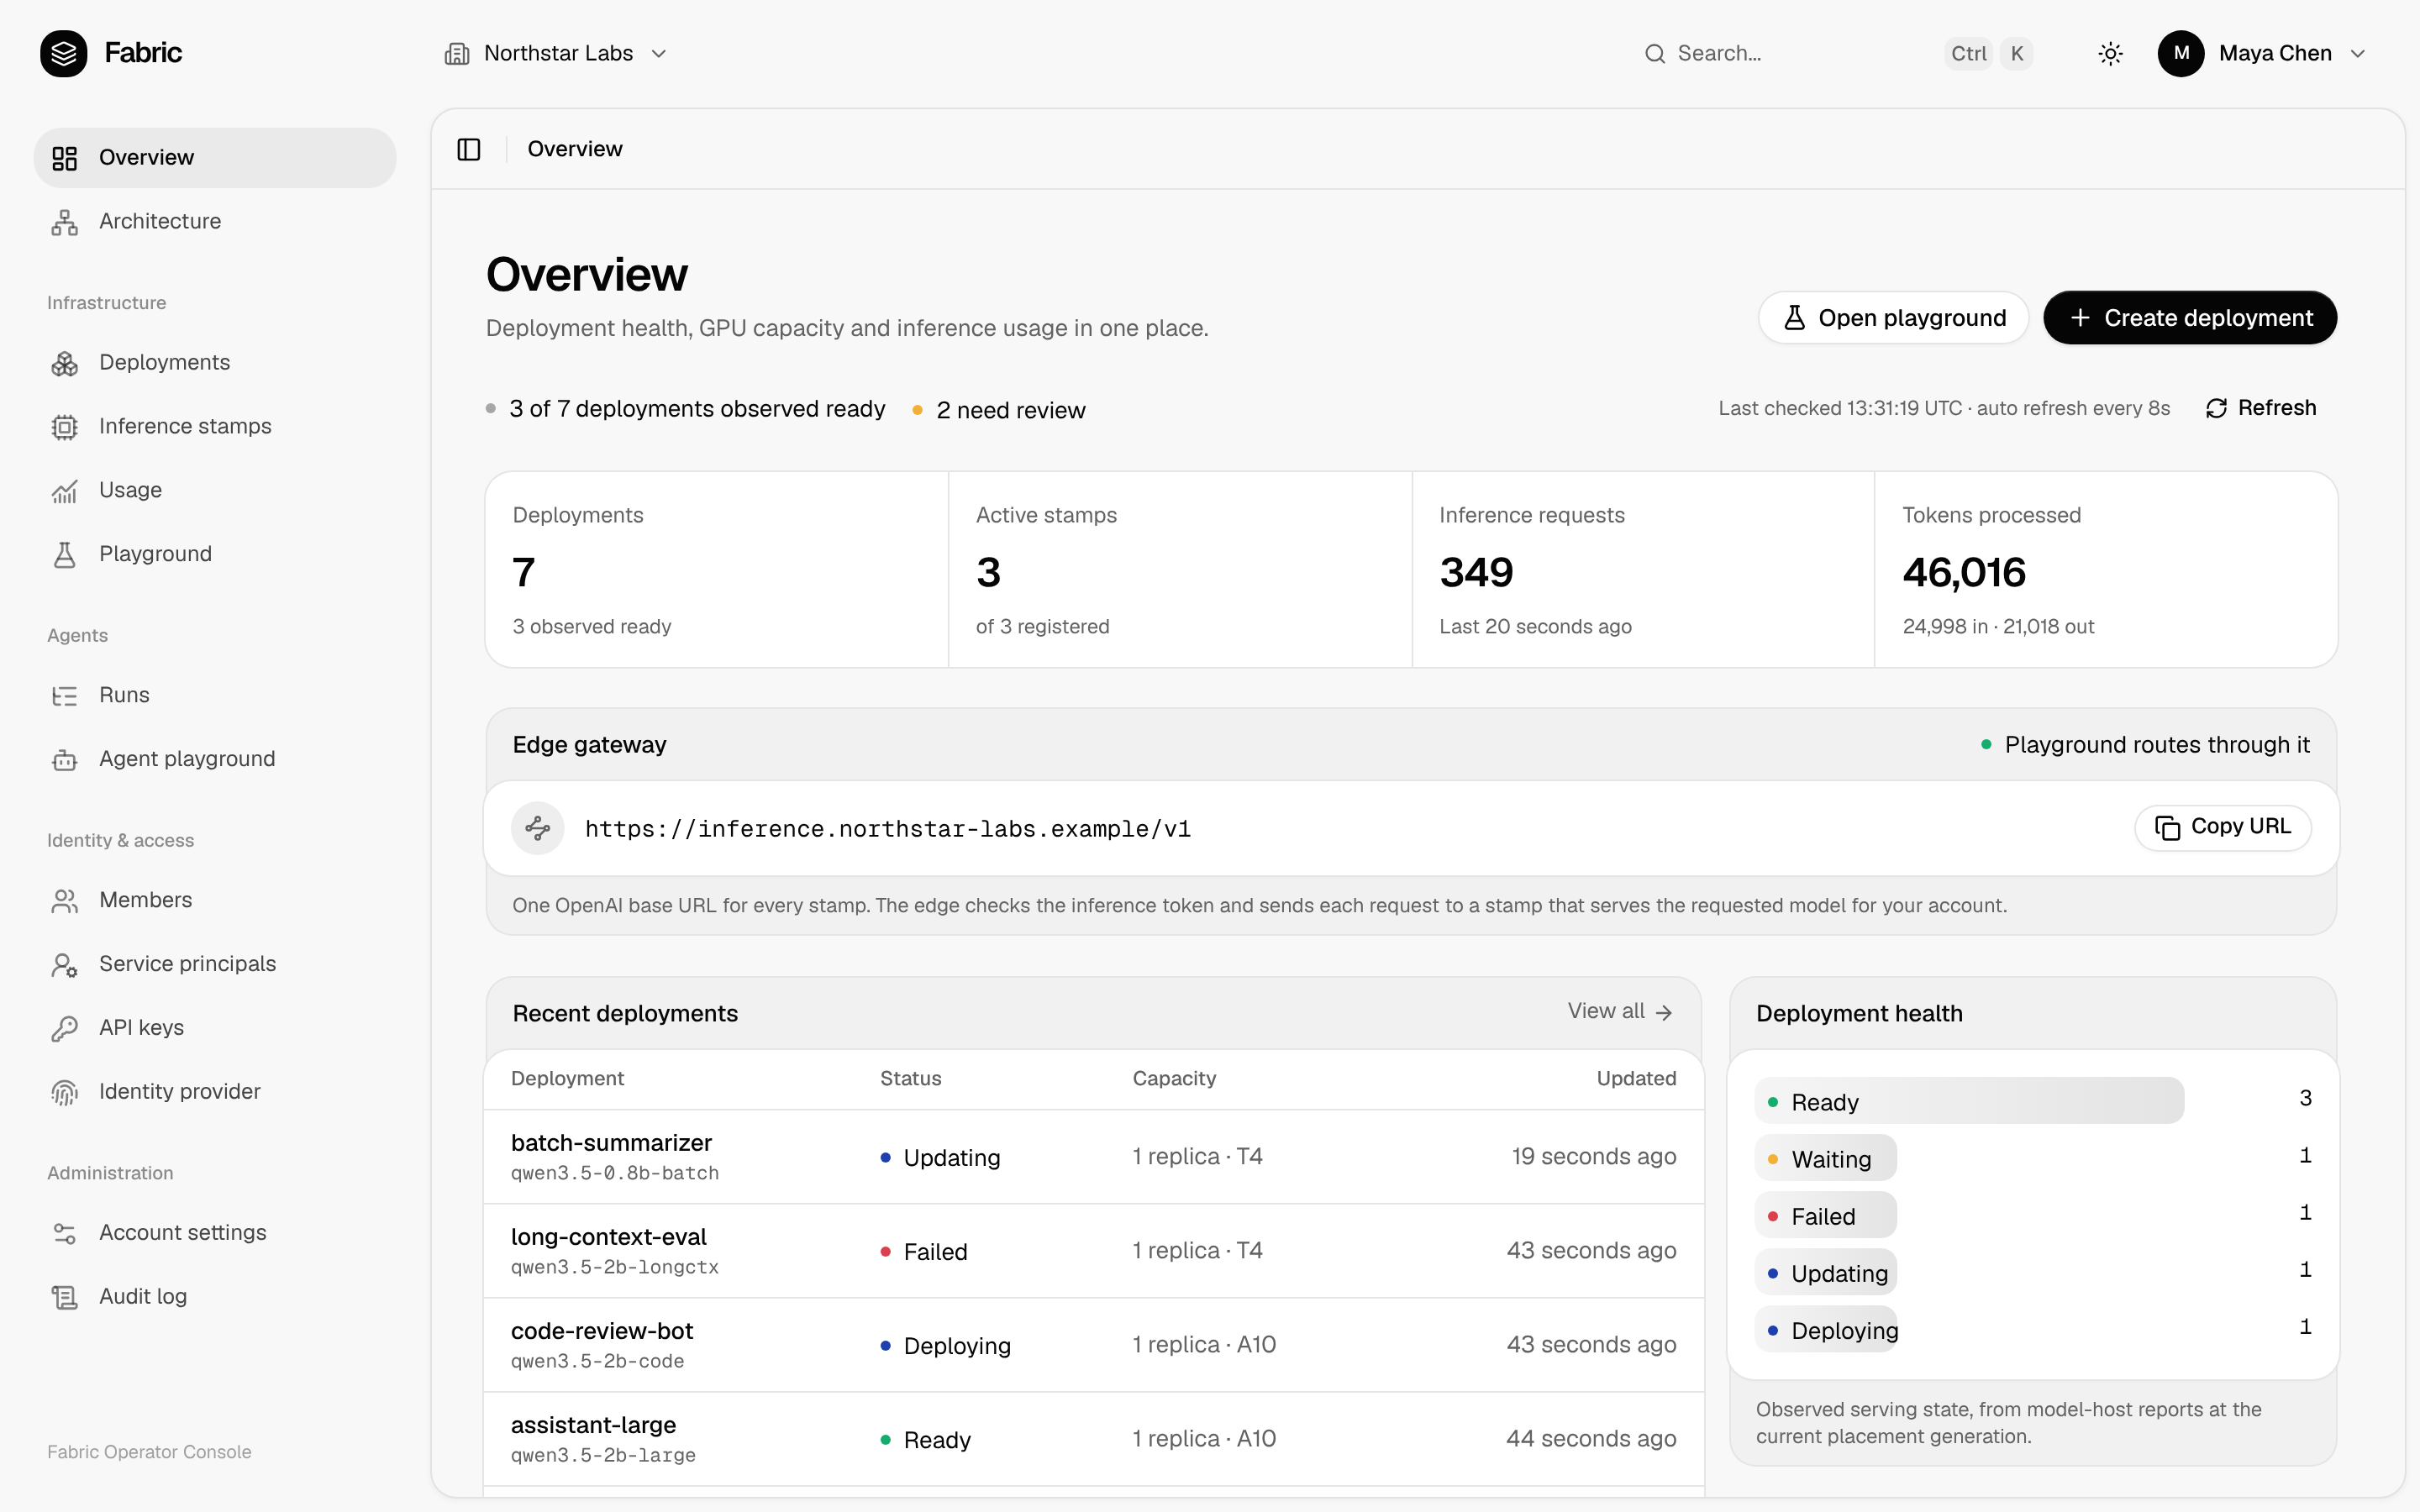 Fabric
Northstar Labs
Search...
Ctrl K
M
Maya Chen
Overview
Architecture
Infrastructure
Deployments
Inference stamps
Usage
Playground
Agents
Runs
Agent playground
Identity & access
Members
Service principals
API keys
Identity provider
Administration
Account settings
Audit log
Fabric Operator Console
Overview
Overview
Deployment health, GPU capacity and inference usage in one place.
Open playground
Create deployment
3 of 7 deployments observed ready
2 need review
Last checked 13:31:19 UTC · auto refresh every 8s
Refresh
Deployments
7
3 observed ready
Active stamps
3
of 3 registered
Inference requests
349
Last 20 seconds ago
Tokens processed
46,016
24,998 in · 21,018 out
Edge gateway
Playground routes through it
https://inference.northstar-labs.example/v1
Copy URL
One OpenAI base URL for every stamp. The edge checks the inference token and sends each request to a stamp that serves the requested model for your account.
Recent deployments
View all
Deployment Status Capacity Updated
batch-summarizer
qwen3.5-0.8b-batch
Updating
1 replica · T4
19 seconds ago
long-context-eval
qwen3.5-2b-longctx
Failed
1 replica · T4
43 seconds ago
code-review-bot
qwen3.5-2b-code
Deploying
1 replica · A10
43 seconds ago
assistant-large
qwen3.5-2b-large
Ready
1 replica · A10
44 seconds ago
Deployment health
Ready 3
Waiting 1
Failed 1
Updating 1
Deploying 1
Observed serving state, from model-host reports at the
current placement generation.